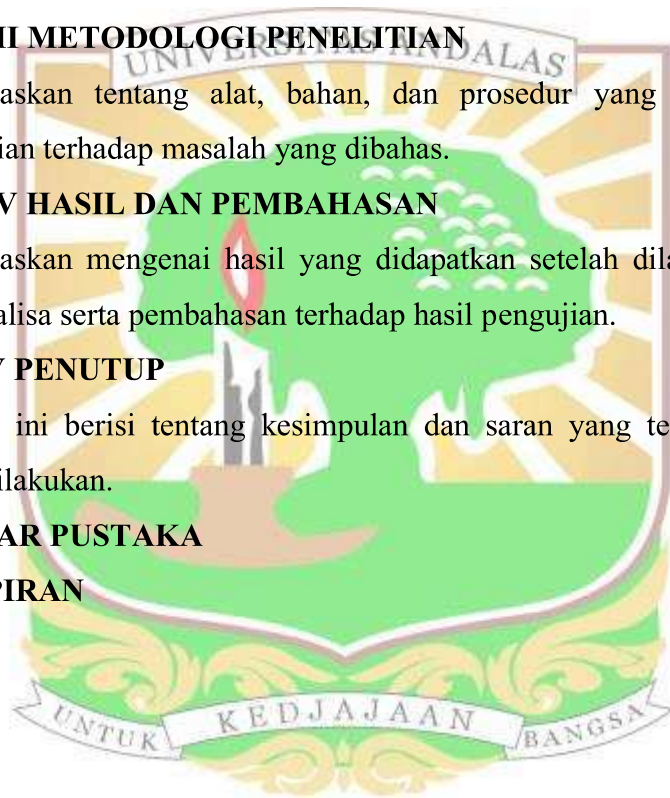 II METODOLOGI PENELITIAN
UNIVERSITAS ANDALAS
askan tentang alat, bahan, dan prosedur yang
ian terhadap masalah yang dibahas.
V HASIL DAN PEMBAHASAN
askan mengenai hasil yang didapatkan setelah dila
alisa serta pembahasan terhadap hasil pengujian.
PENUTUP
ini berisi tentang kesimpulan dan saran yang te
ilakukan.
AR PUSTAKA
PIRAN
UNTUK KEDJAJAAN BANGSA